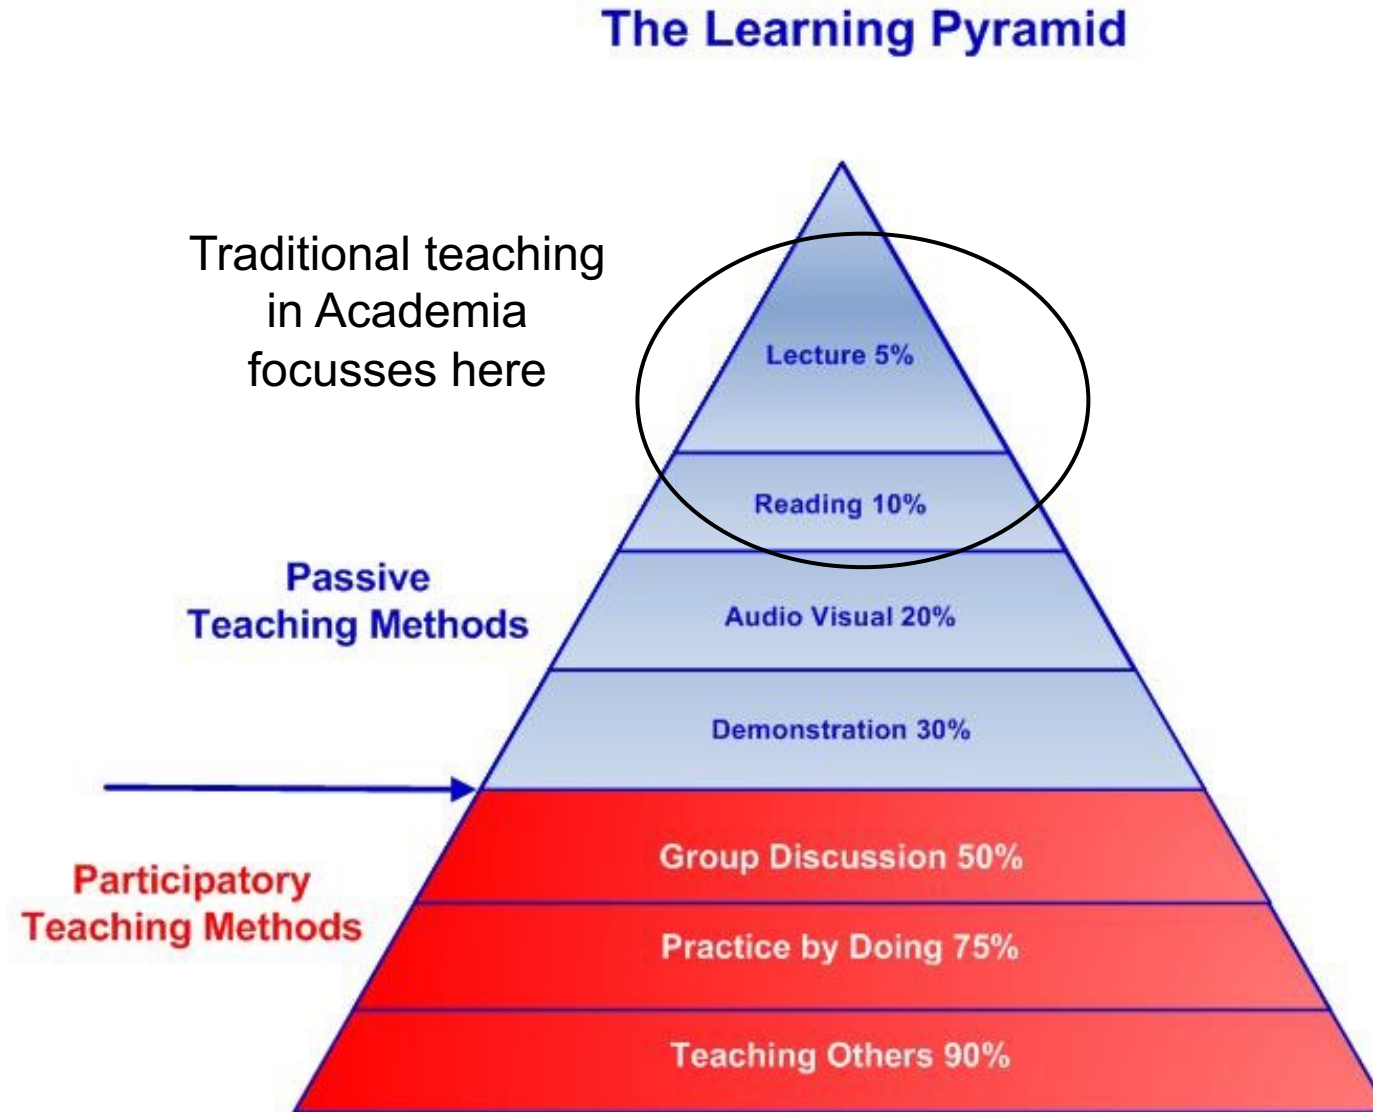 The Learning Pyramid
Traditional teaching
in Academia
focusses here
Lecture 5%
Reading 10%
Passive
Teaching Methods
Audio Visual 20%
Demonstration 30%
Participatory
Teaching Methods
Group Discussion 50%
Practice by Doing 75%
Teaching Others 90%